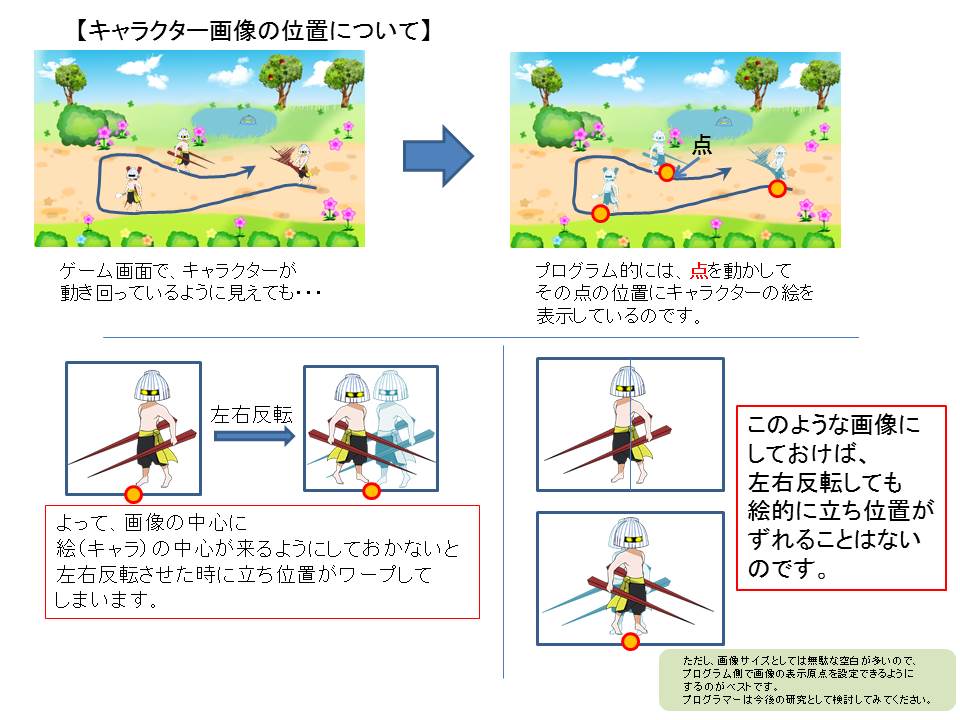 【キャラクター画像の位置について】
点
ゲーム画面で、キャラクターが
動き回っているように見えても・・・
プログラム的には、点を動かして
その点の位置にキャラクターの絵を
表示しているのです。
左右反転
よって、画像の中心に
絵（キャラ）の中心が来るようにしておかないと
左右反転させた時に立ち位置がワープして
しまいます。
このような画像に
しておけば、
左右反転しても
絵的に立ち位置が
ずれることはない
のです。
ただし、画像サイズとしては無駄な空白が多いので、
プログラム側で画像の表示原点を設定できるように
するのがベストです。
プログラマーは今後の研究として検討してみてください。